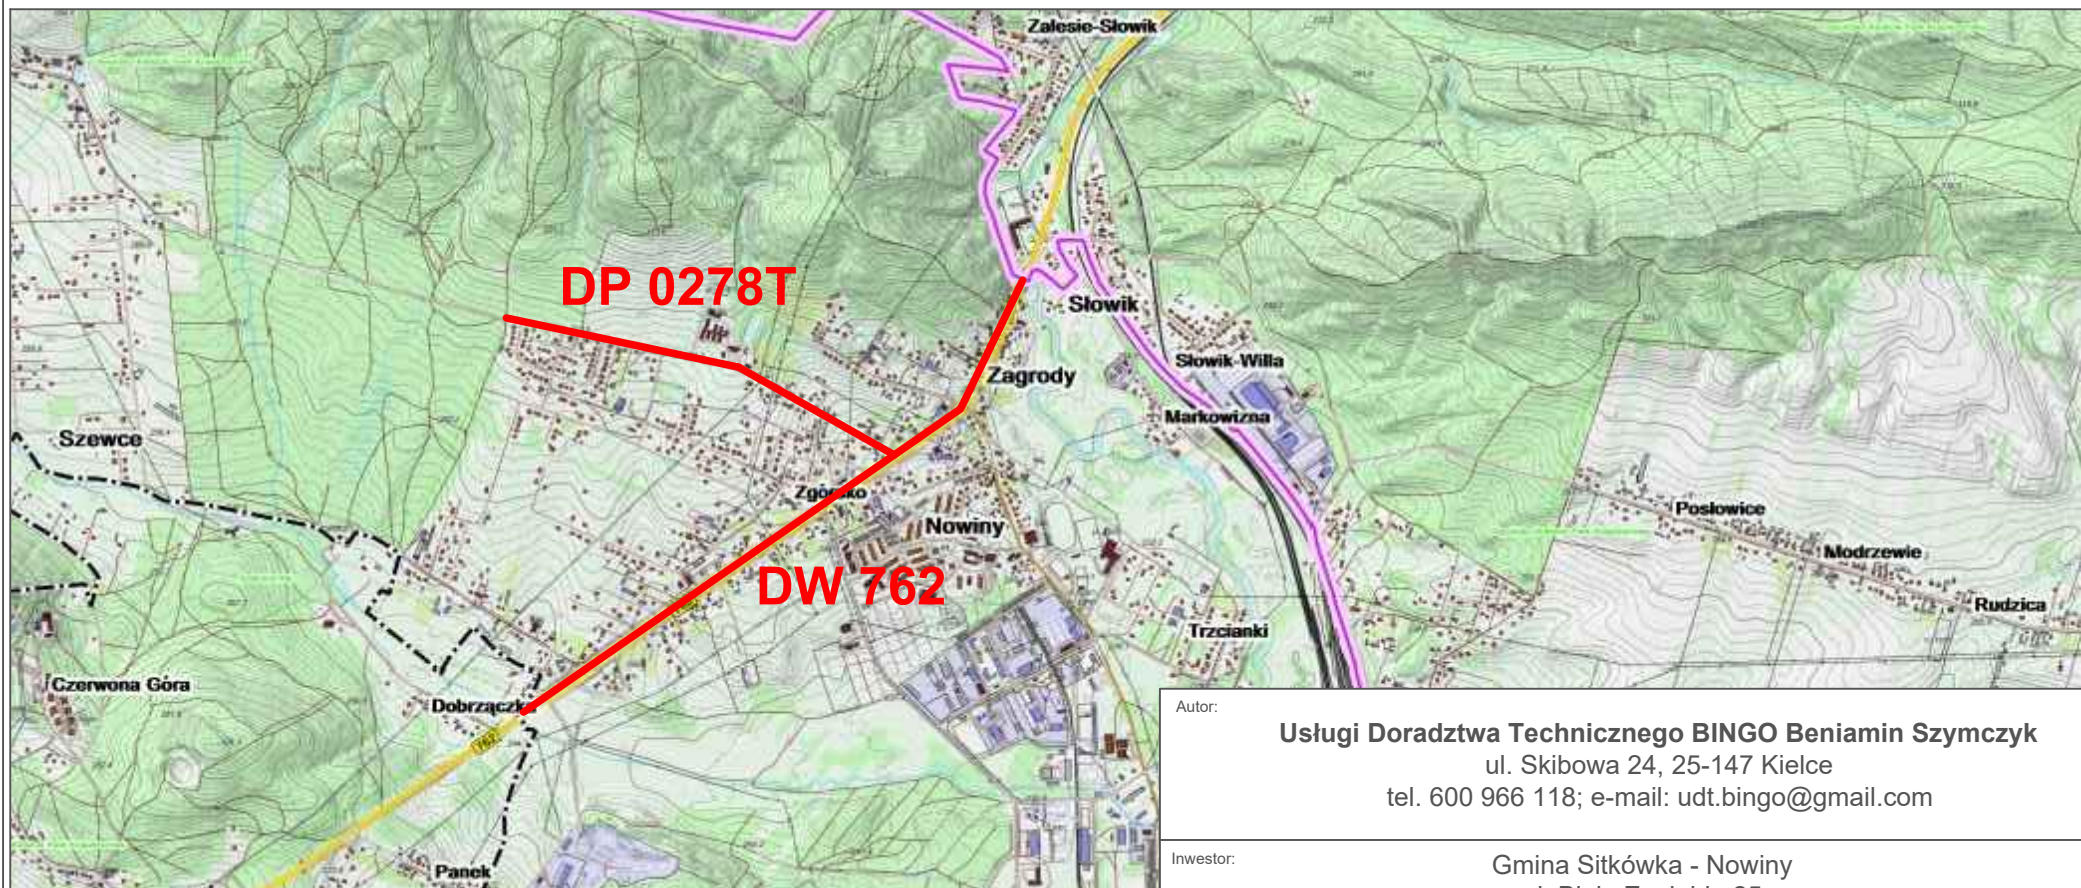 Zalesie-Słowik
DP 0278T
Słowik
Zagrody
Słowik-Willa
Markowizna
Szewce
Zgórsko
Nowiny
Posłowice
Modrzewie
DW 762
Rudzica
Trzcianki
Czerwona Góra
Dobrzączka
762
Panek
Autor:
Usługi Doradztwa Technicznego BINGO Beniamin Szymczyk
ul. Skibowa 24, 25-147 Kielce
tel. 600 966 118; e-mail: udt.bingo@gmail.com
Inwestor:
Gmina Sitkówka - Nowiny